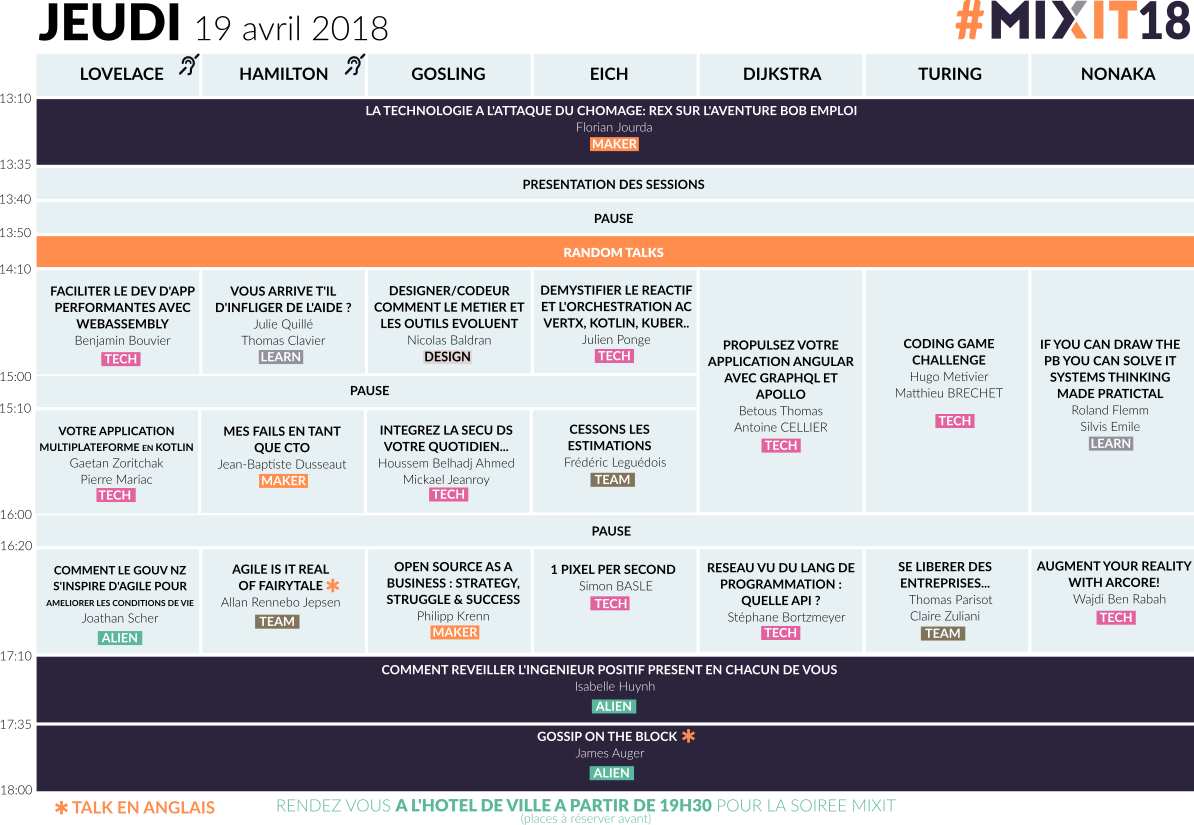 JEUDI 19 avril 2018
#MIXIT18
LOVELACE
HAMILTON
GOSLING
EICH
DIJKSTRA
TURING
NONAKA
13:10
LA TECHNOLOGIE A L'ATTAQUE DU CHOMAGE: REX SUR L'AVENTURE BOB EMPLOI
Florian Jourda
MAKER
13:35
PRESENTATION DES SESSIONS
13:40
PAUSE
13:50
RANDOM TALKS
14:10
FACILITER LE DEV D'APP
PERFORMANTES AVEC
WEBASSEMBLY
Benjamin Bouvier
TECH
VOUS ARRIVE T'IL
D'INFLIGER DE L'AIDE ?
Julie Quillé
Thomas Clavier
LEARN
DESIGNER/CODEUR
COMMENT LE METIER ET
LES OUTILS EVOLUENT
Nicolas Baldran
DESIGN
DEMYSTIFIER LE REACTIF
ET L'ORCHESTRATION AC
VERTX, KOTLIN, KUBER..
Julien Ponge
TECH
PROPULSEZ VOTRE
APPLICATION ANGULAR
AVEC GRAPHQL ET
APOLLO
Betous Thomas
Antoine CELLIER
TECH
CODING GAME
CHALLENGE
Hugo Metivier
Matthieu BRECHET
TECH
IF YOU CAN DRAW THE
PB YOU CAN SOLVE IT
SYSTEMS THINKING
MADE PRATICTAL
Roland Flemm
Silvis Emile
LEARN
15:00
PAUSE
15:10
VOTRE APPLICATION
MULTIPLATEFORME EN KOTLIN
Gaetan Zoritchak
Pierre Mariac
TECH
MES FAILS EN TANT
QUE CTO
Jean-Baptiste Dusseaut
MAKER
INTEGREZ LA SECU DS
VOTRE QUOTIDIEN...
Houssem Belhadj Ahmed
Mickael Jeanroy
TECH
CESSONS LES
ESTIMATIONS
Frédéric Leguédois
TEAM
16:00
PAUSE
16:20
COMMENT LE GOUV NZ
S'INSPIRE D'AGILE POUR
AMELIORER LES CONDITIONS DE VIE
Joathan Scher
ALIEN
AGILE IS IT REAL
OF FAIRYTALE *
Allan Rennebo Jepsen
TEAM
OPEN SOURCE AS A
BUSINESS : STRATEGY,
STRUGGLE & SUCCESS
Philipp Krenn
MAKER
1 PIXEL PER SECOND
Simon BASLE
TECH
RESEAU VU DU LANG DE
PROGRAMMATION :
QUELLE API ?
Stéphane Bortzmeyer
TECH
SE LIBERER DES
ENTREPRISES...
Thomas Parisot
Claire Zuliani
TEAM
AUGMENT YOUR REALITY
WITH ARCORE!
Wajdi Ben Rabah
TECH
17:10
COMMENT REVEILLER L'INGENIEUR POSITIF PRESENT EN CHACUN DE VOUS
Isabelle Huynh
ALIEN
17:35
GOSSIP ON THE BLOCK *
James Auger
ALIEN
18:00
* TALK EN ANGLAIS
RENDEZ VOUS A L'HOTEL DE VILLE A PARTIR DE 19H30 POUR LA SOIREE MIXIT
(places à réserver avant)